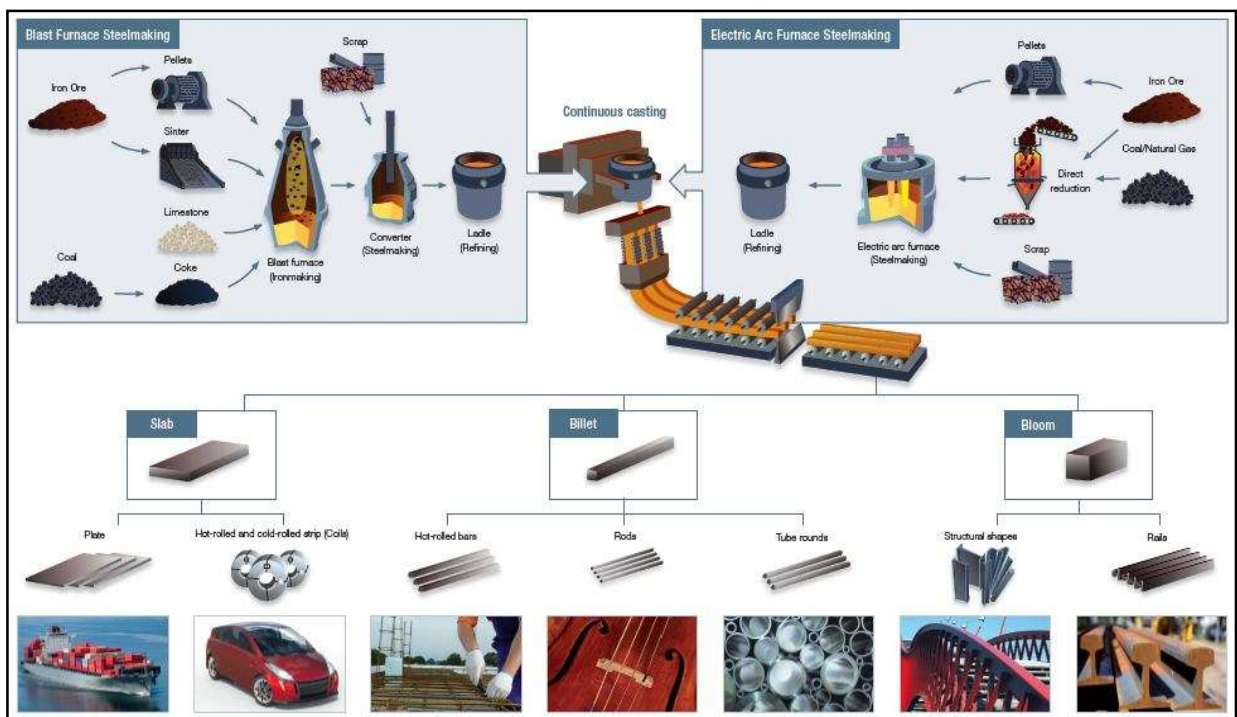 Blast Furnace Steelmaking
Iron Ore
Pellets
Sinter
Limestone
Coal
Coke
Blast furnace
(Ironmaking)
Scrap
Converter
(Steelmaking)
Ladle
(Refining)
Continuous casting
Electric Arc Furnace Steelmaking
Pellets
Iron Ore
Coal/Natural Gas
Direct
reduction
Scrap
Electric arc furnace
(Steelmaking)
Ladle
(Refining)
Slab
Billet
Bloom
Plate
Hot-rolled and cold-rolled strip (Coils)
Hot-rolled bars
Rods
Tube rounds
Structural shapes
Rails